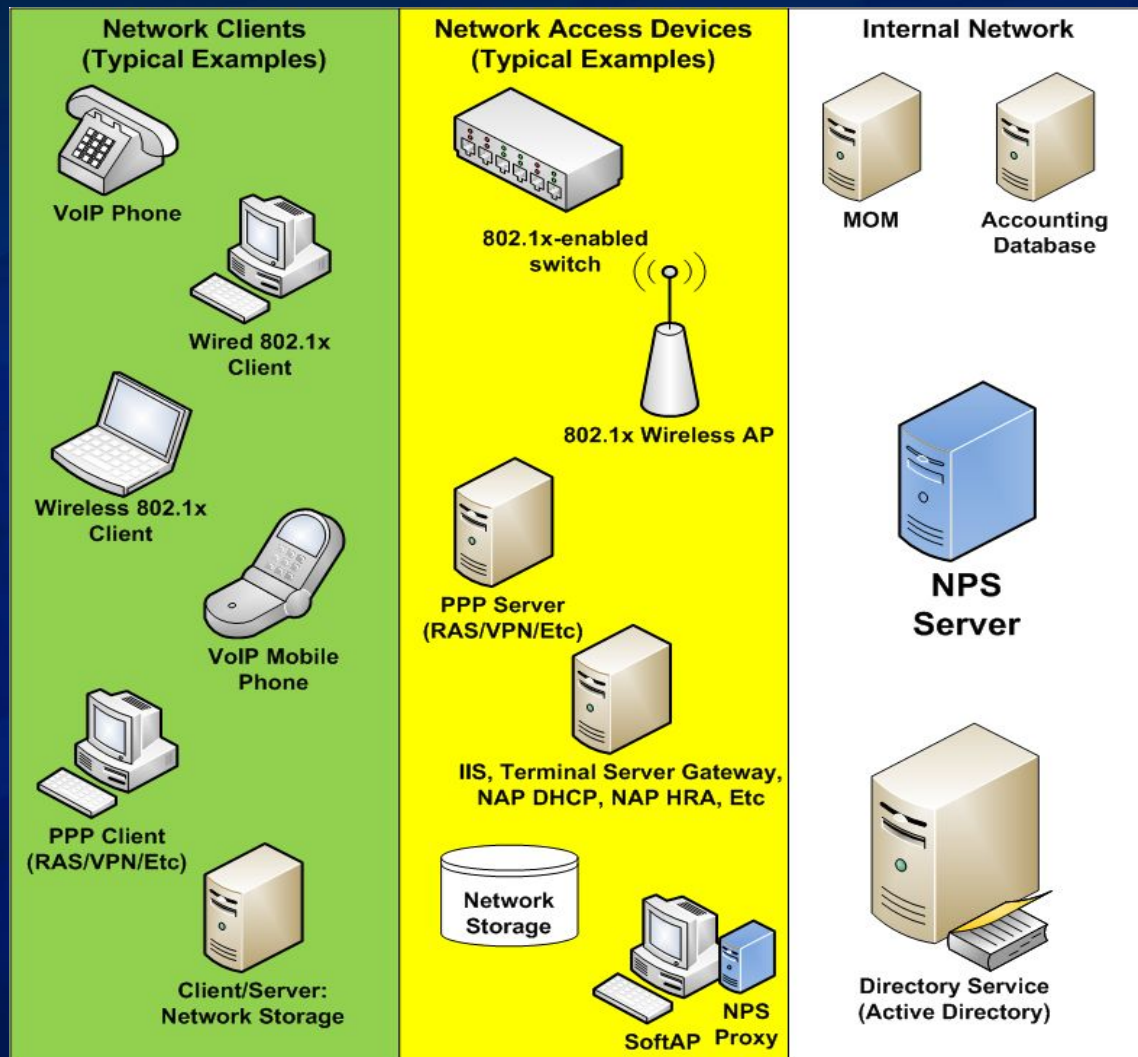 Network Clients
(Typical Examples)
VoIP Phone
Wired 802.1x
Client
Wireless 802.1x
Client
VoIP Mobile
Phone
PPP Client
(RAS/VPN/Etc)
Client/Server:
Network Storage
Network Access Devices
(Typical Examples)
802.1x-enabled
switch
802.1x Wireless AP
PPP Server
(RAS/VPN/Etc)
IIS, Terminal Server Gateway,
NAP DHCP, NAP HRA, Etc
Network
Storage
SoftAP
NPS
Proxy
Internal Network
MOM
Accounting
Database
NPS
Server
Directory Service
(Active Directory)